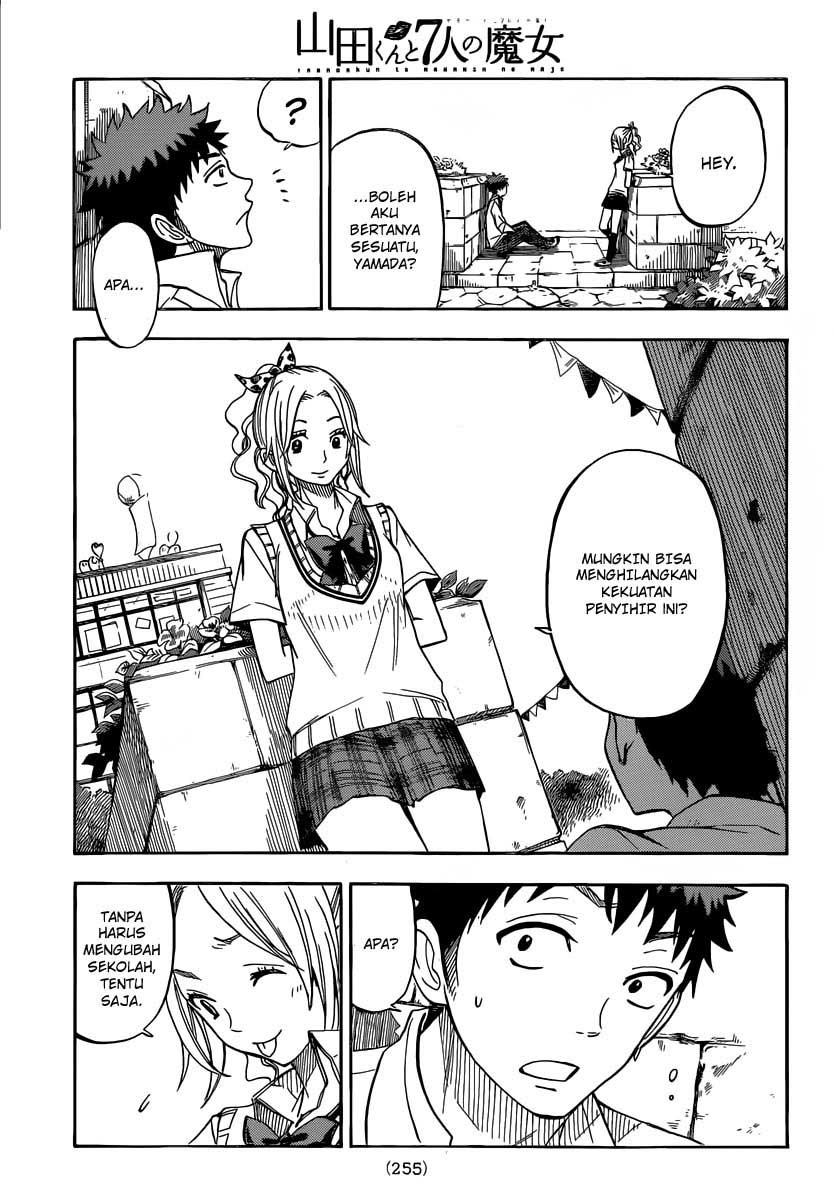 山田くんと7人の魔女
HEY.
...BOLEH
AKU
BERTANYA
SESUATU,
YAMADA?
?
APA...
MUNGKIN BISA
MENGHILANGKAN
KEKUATAN
PENYIHIR INI?
APA?
TANPA
HARUS
MENGUBAH
SEKOLAH,
TENTU
SAJA.
(255)